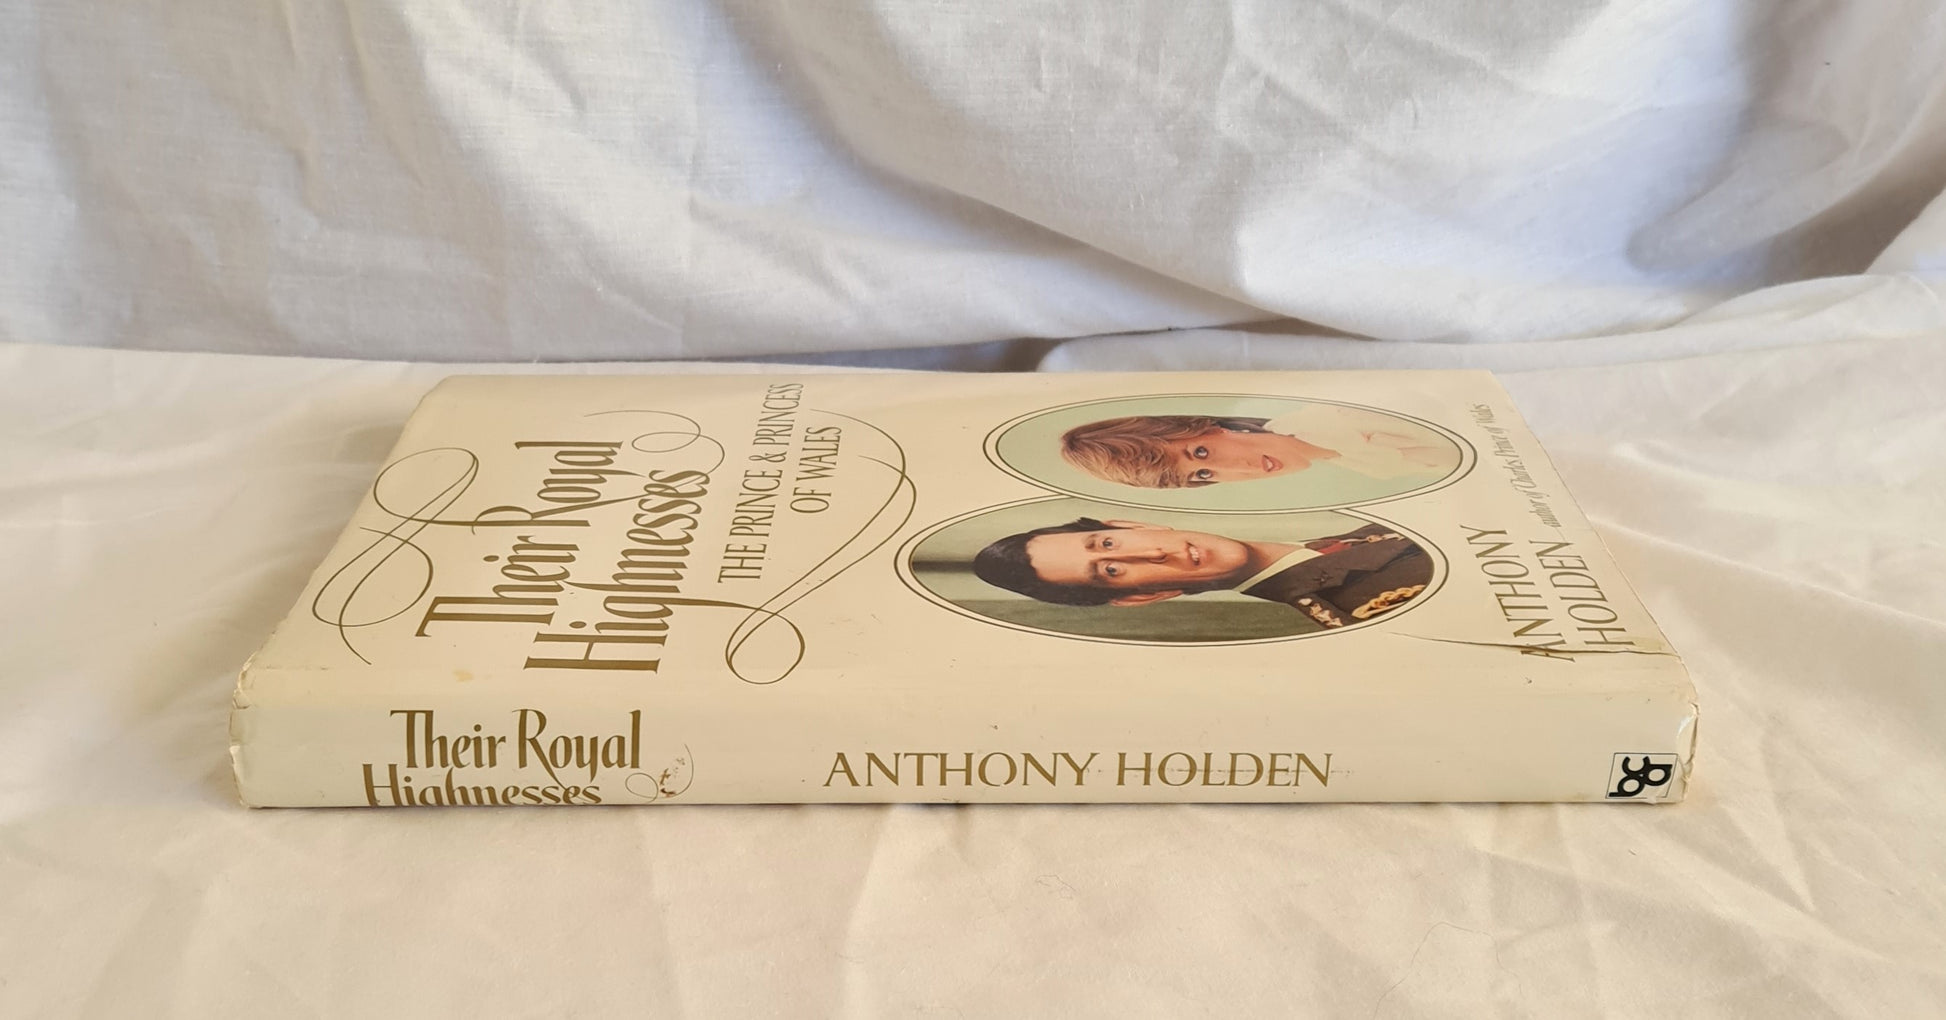 Their Royal
Highnesses
THE PRINCE & PRINCESS
OF WALES
ANTHONY
HOLDEN
author of Charles Prince of Wales
Their Royal
Highnesses
ANTHONY HOLDEN